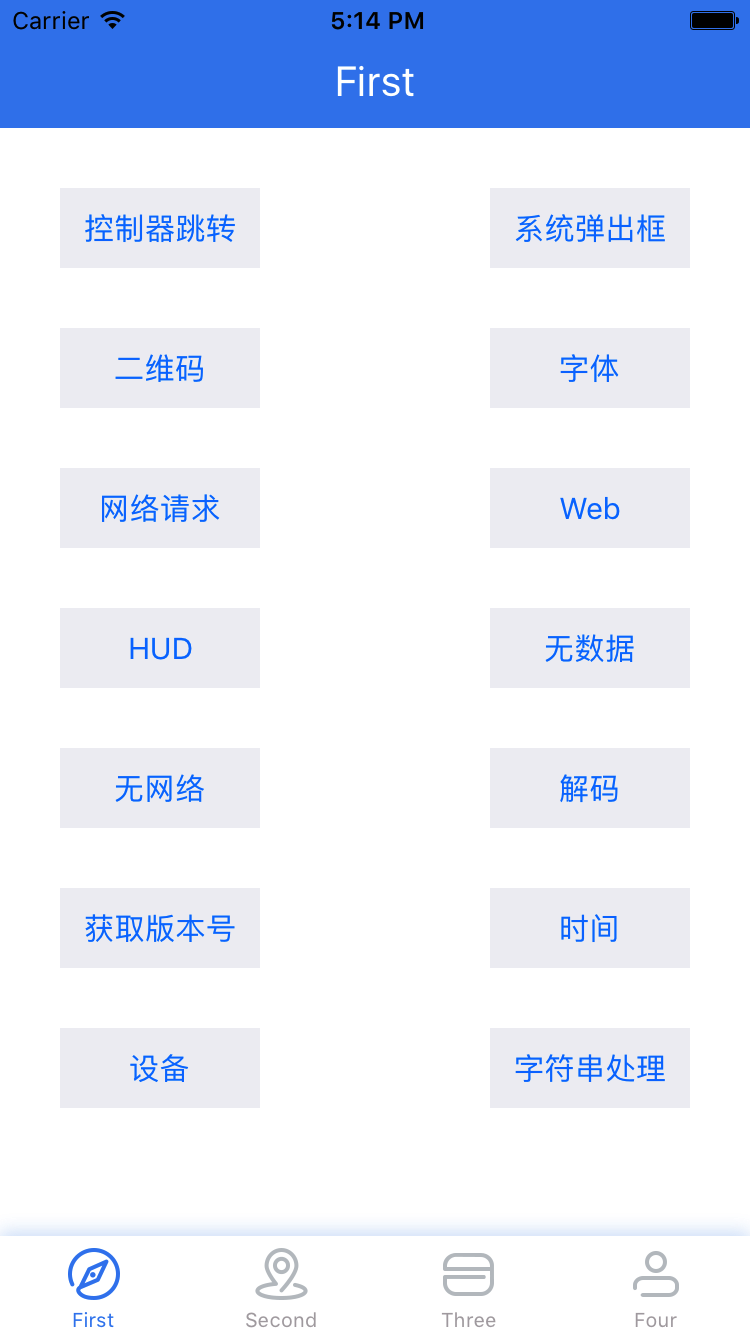 Carrier 5:14 PM
First
控制器跳转 系统弹出框
二维码 字体
网络请求 Web
HUD 无数据
无网络 解码
获取版本号 时间
设备 字符串处理
First Second Three Four